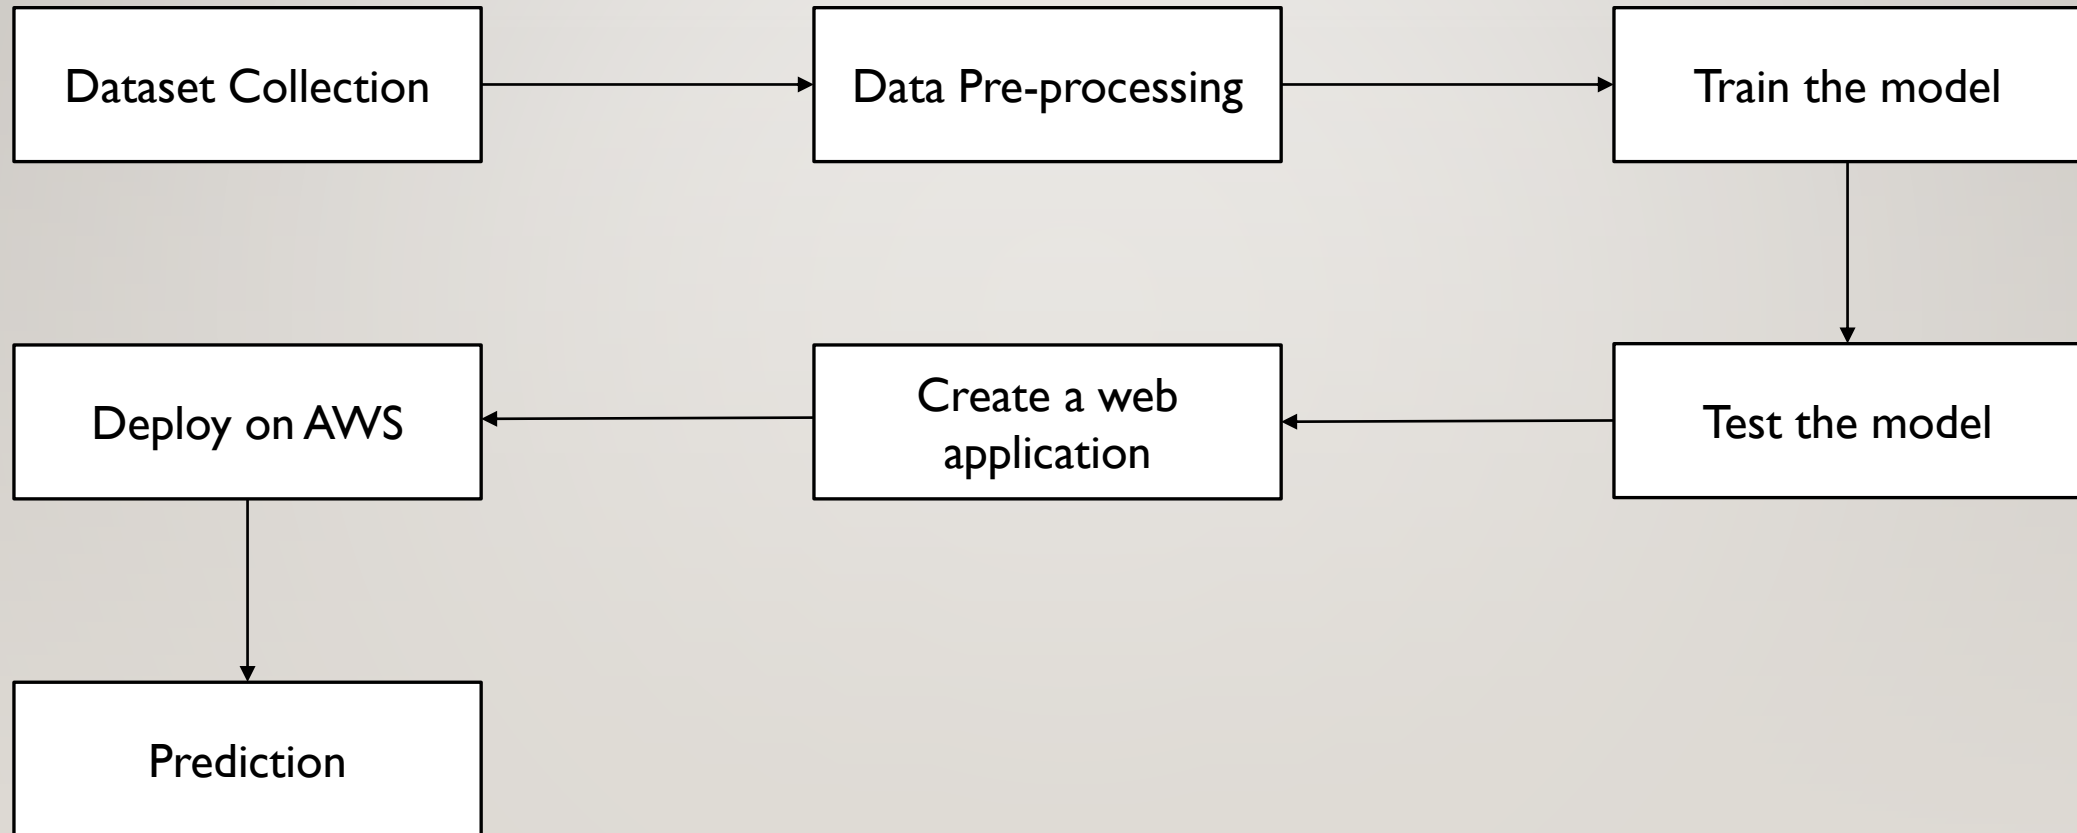 Dataset Collection
Data Pre-processing
Train the model
Deploy on AWS
Create a web
application
Test the model
Prediction